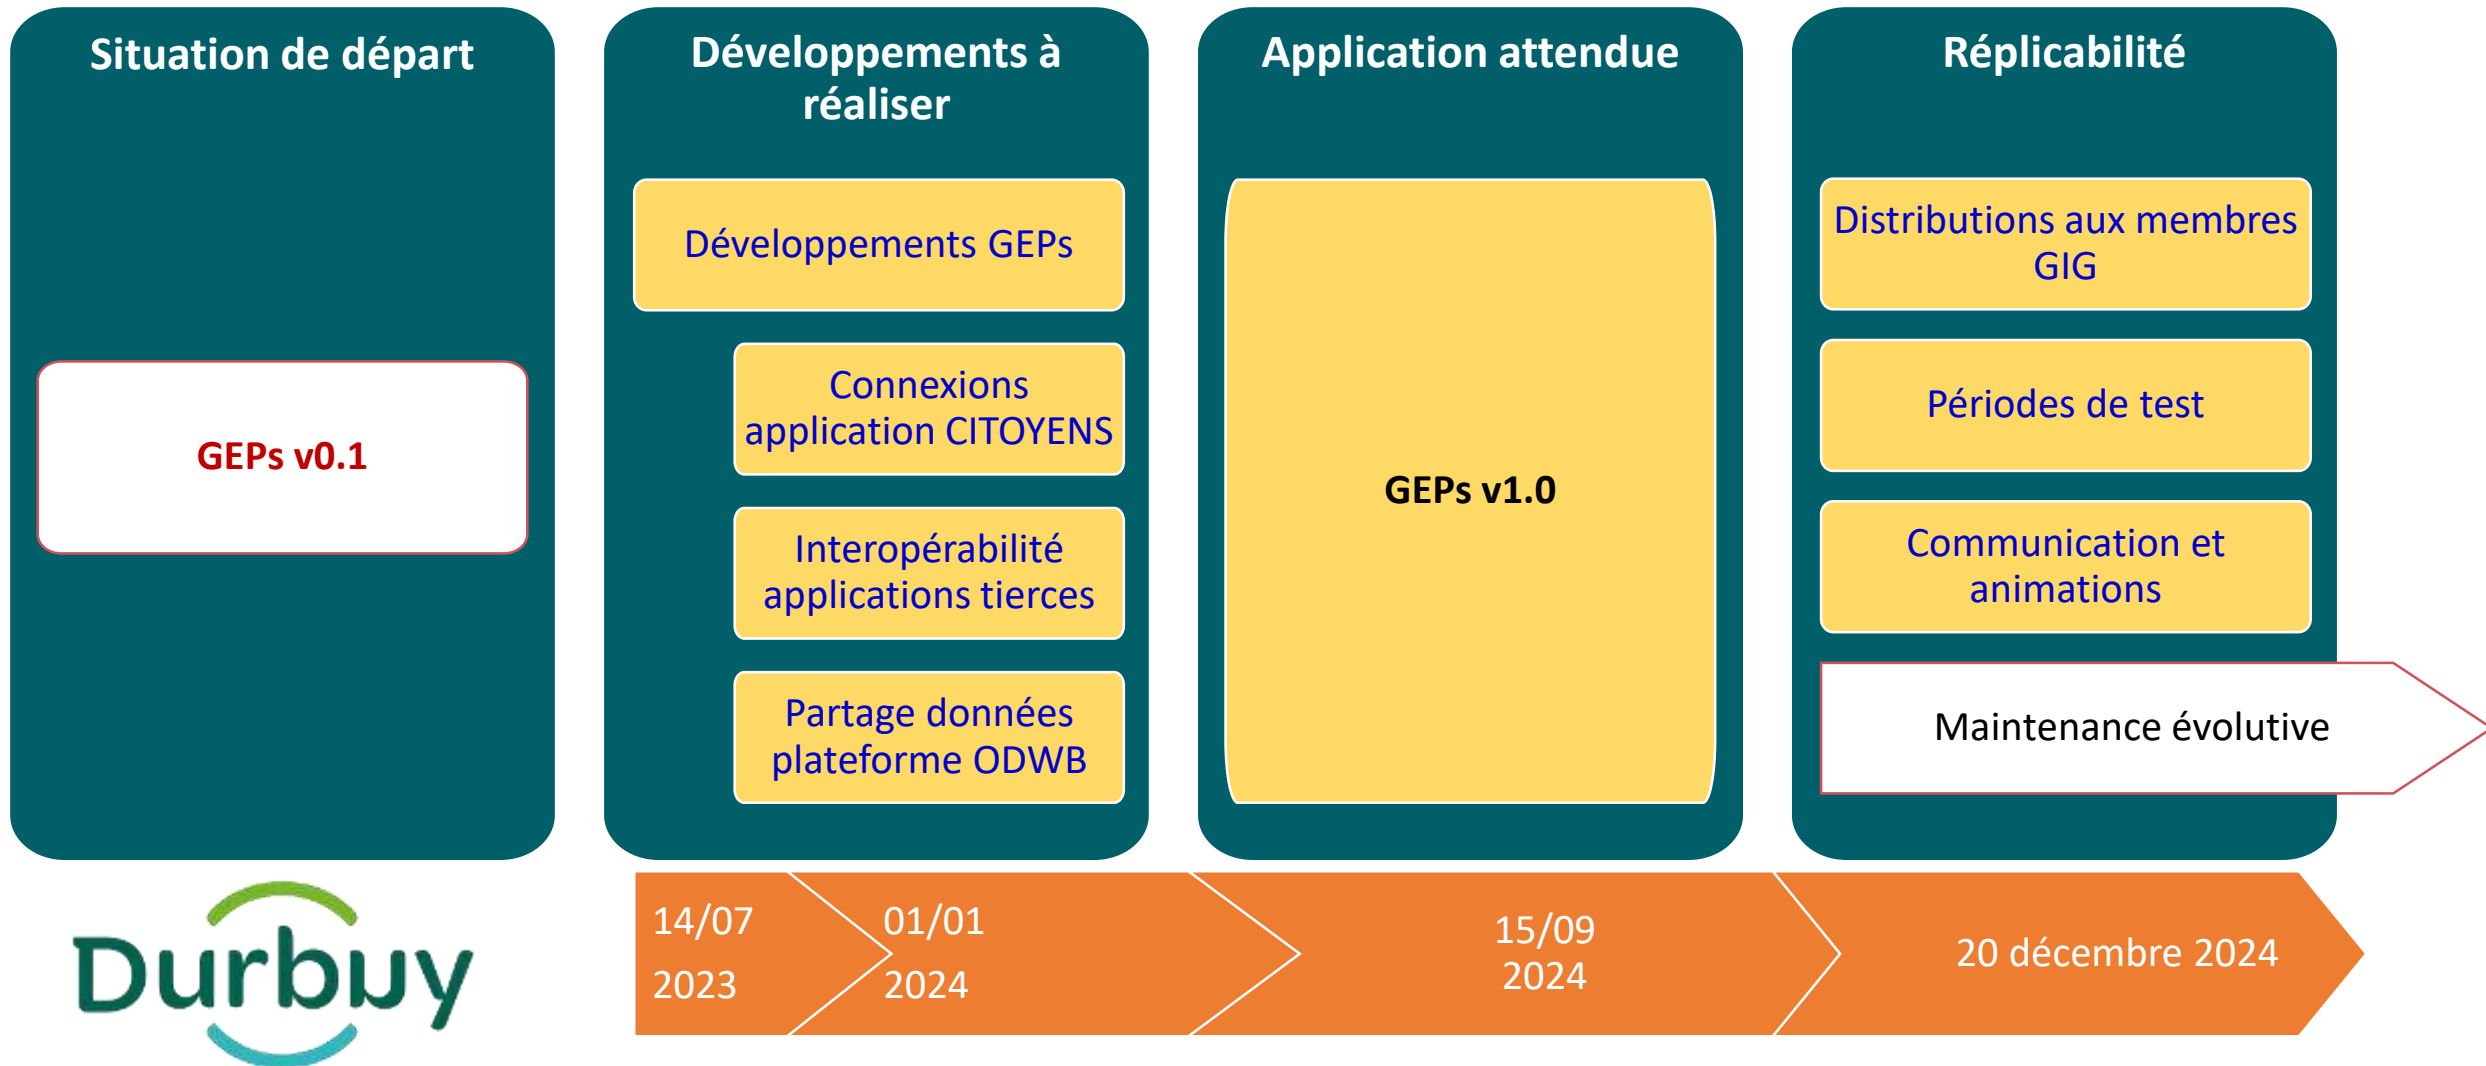 Situation de départ
GEPs v0.1
Développements à
réaliser
Développements GEPs
Connexions
application CITOYENS
Interopérabilité
applications tierces
Partage données
plateforme ODWB
Application attendue
GEPs v1.0
Réplicabilité
Distributions aux membres
GIG
Périodes de test
Communication et
animations
Maintenance évolutive
Durbuy
14/07
2023
01/01
2024
15/09
2024
20 décembre 2024